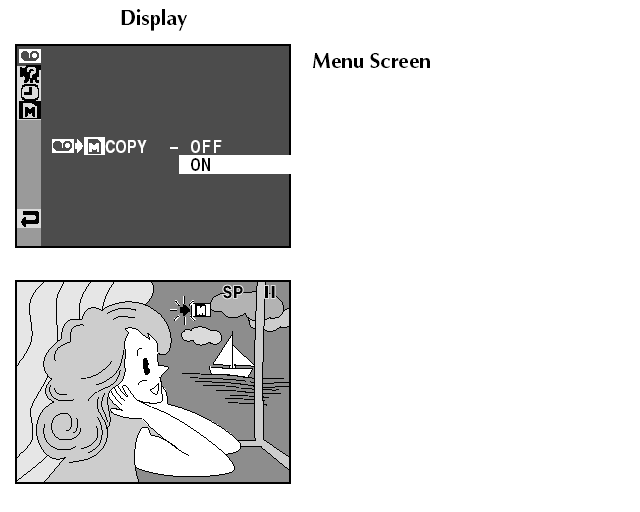 Display
Menu Screen
M
M COPY – OFF
ON
SP II
M